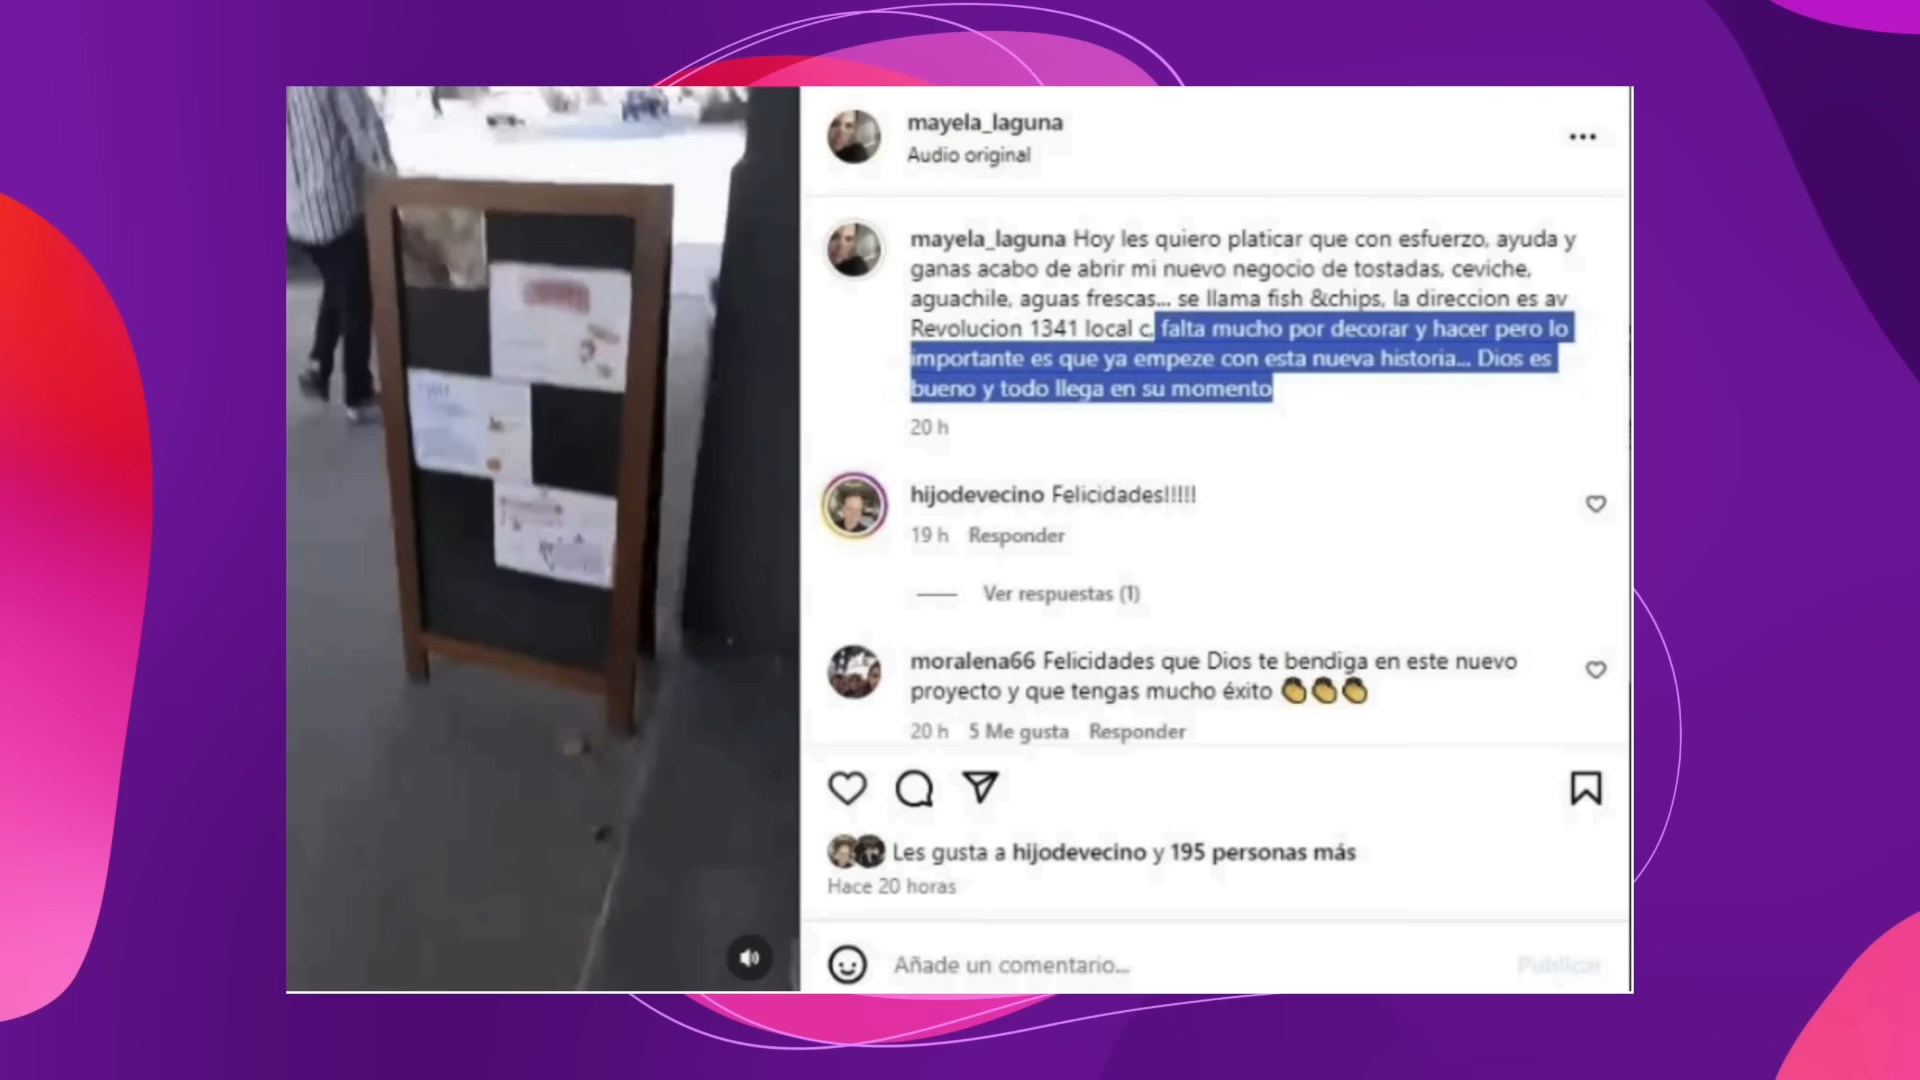 mayela_laguna
Audio original
mayela_laguna Hoy les quiero platicar que con esfuerzo, ayuda y
ganas acabo de abrir mi nuevo negocio de tostadas, ceviche,
aguachile, aguas frescas... se llama fish &chips, la direccion es av
Revolucion 1341 local c. falta mucho por decorar y hacer pero lo
importante es que ya empeze con esta nueva historia... Dios es
bueno y todo llega en su momento
20 h
hijodevecino Felicidades!!!!!
19 h Responder
Ver respuestas (1)
moralena66 Felicidades que Dios te bendiga en este nuevo
proyecto y que tengas mucho éxito 👏👏👏
20 h 5 Me gusta Responder
Les gusta a hijodevecino y 195 personas más
Hace 20 horas
Añade un comentario...
Publicar